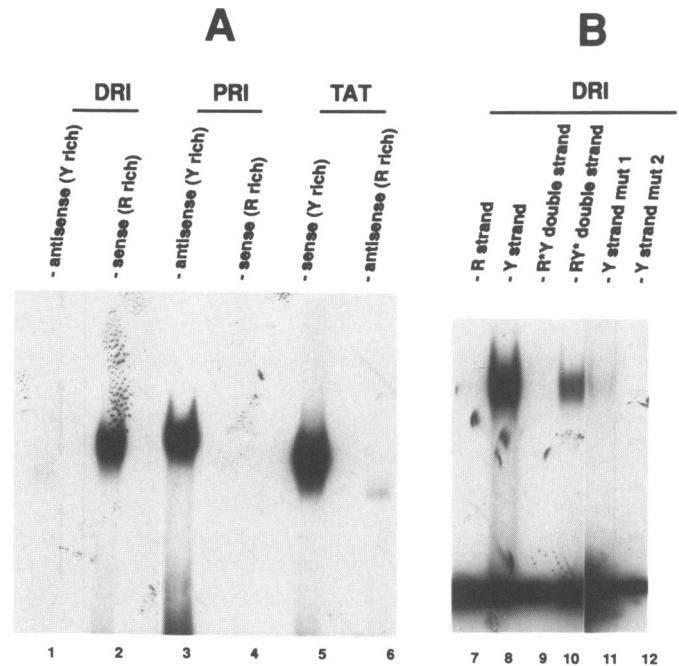 A
B
DRI
PRI
TAT
DRI
- antisense (Y rich)
- sense (R rich)
- antisense (Y rich)
- sense (R rich)
- sense (Y rich)
- antisense (R rich)
- R strand
- Y strand
- R*Y double strand
- RY* double strand
- Y strand mut 1
- Y strand mut 2
1 2 3 4 5 6
7 8 9 10 11 12